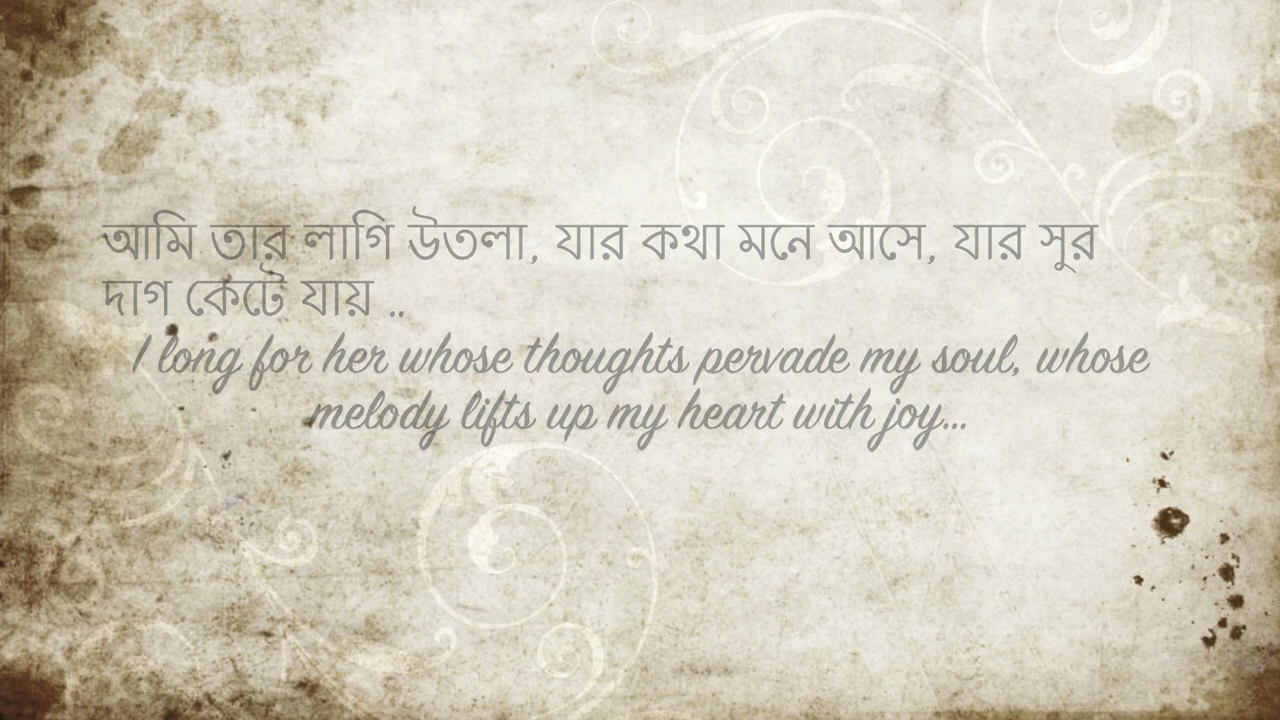 আমি তার লাগি উতলা, যার কথা মনে আসে, যার সুর
দাগ কেটে যায় ..
I long for her whose thoughts pervade my soul, whose
melody lifts up my heart with joy...